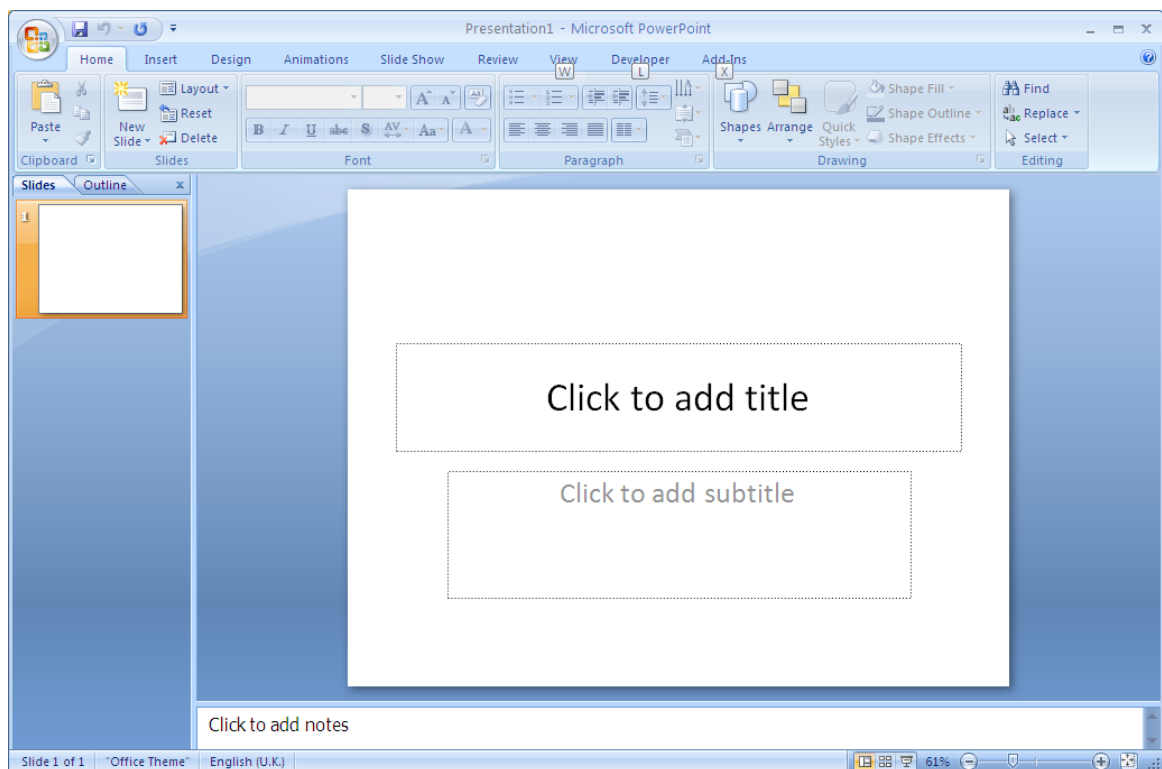 Presentation1 - Microsoft PowerPoint
Home Insert Design Animations Slide Show Review View Developer Add-Ins
W L X
Paste
New Slide
Layout
Reset
Delete
B I U abc S AV Aa A
A A
Shapes Arrange Quick Styles
Shape Fill
Shape Outline
Shape Effects
Find
Replace
Select
Clipboard Slides Font Paragraph Drawing Editing
Slides Outline x
1
Click to add title
Click to add subtitle
Click to add notes
Slide 1 of 1 "Office Theme" English (U.K.) 61%